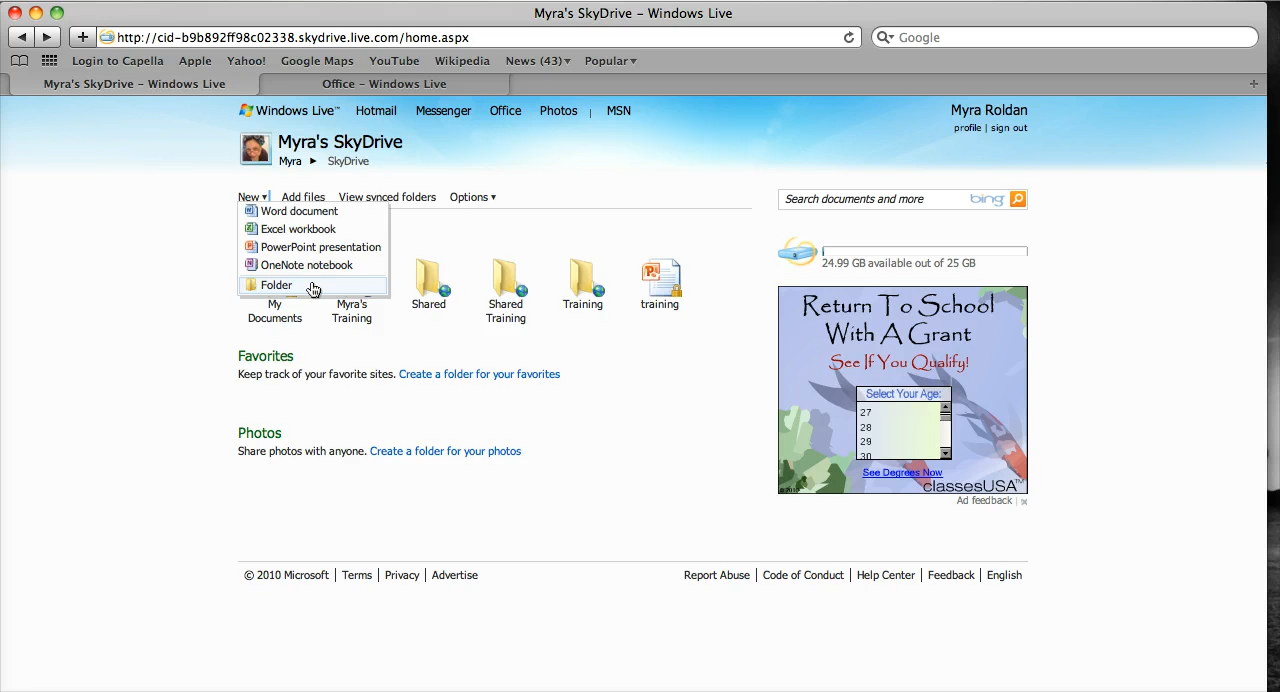 Myra's SkyDrive – Windows Live
http://cid-b9b892ff98c02338.skydrive.live.com/home.aspx
Google
Login to Capella Apple Yahoo! Google Maps YouTube Wikipedia News (43)▾ Popular▾
Myra's SkyDrive – Windows Live
Office – Windows Live
Windows Live™ Hotmail Messenger Office Photos | MSN
Myra Roldan
profile | sign out
Myra's SkyDrive
Myra ► SkyDrive
New ▾ Add files View synced folders Options ▾
Word document
Excel workbook
PowerPoint presentation
OneNote notebook
Folder
My Documents
Myra's Training
Shared
Shared Training
Training
training
Favorites
Keep track of your favorite sites. Create a folder for your favorites
Photos
Share photos with anyone. Create a folder for your photos
Search documents and more bing
24.99 GB available out of 25 GB
Return To School
With A Grant
See If You Qualify!
Select Your Age:
27
28
29
30
See Degrees Now
classesUSA™
Ad feedback | x
© 2010 Microsoft | Terms | Privacy | Advertise
Report Abuse | Code of Conduct | Help Center | Feedback | English